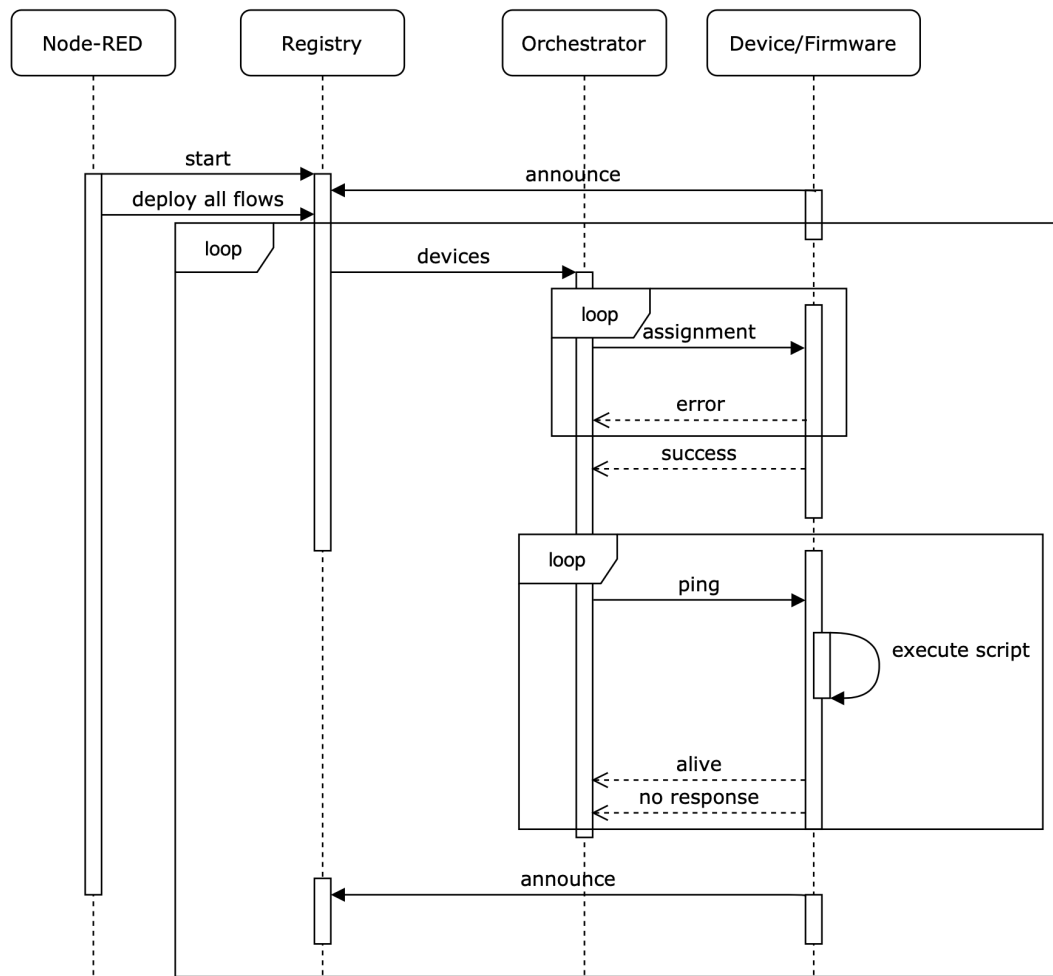 Node-RED
Registry
Orchestrator
Device/Firmware
start
announce
deploy all flows
loop
devices
loop
assignment
error
success
loop
ping
execute script
alive
no response
announce